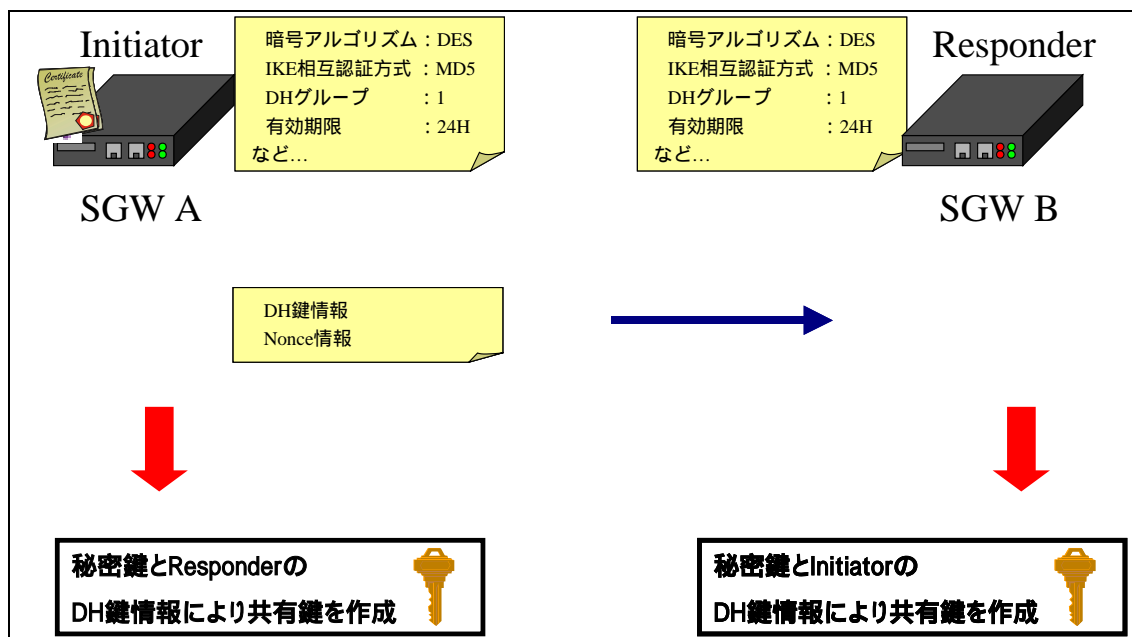 Initiator
暗号アルゴリズム：DES
IKE相互認証方式 ：MD5
DHグループ ：1
有効期限 ：24H
など…
暗号アルゴリズム：DES
IKE相互認証方式 ：MD5
DHグループ ：1
有効期限 ：24H
など…
Responder
Certificate
SGW A
SGW B
DH鍵情報
Nonce情報
秘密鍵とResponderの
DH鍵情報により共有鍵を作成
秘密鍵とInitiatorの
DH鍵情報により共有鍵を作成